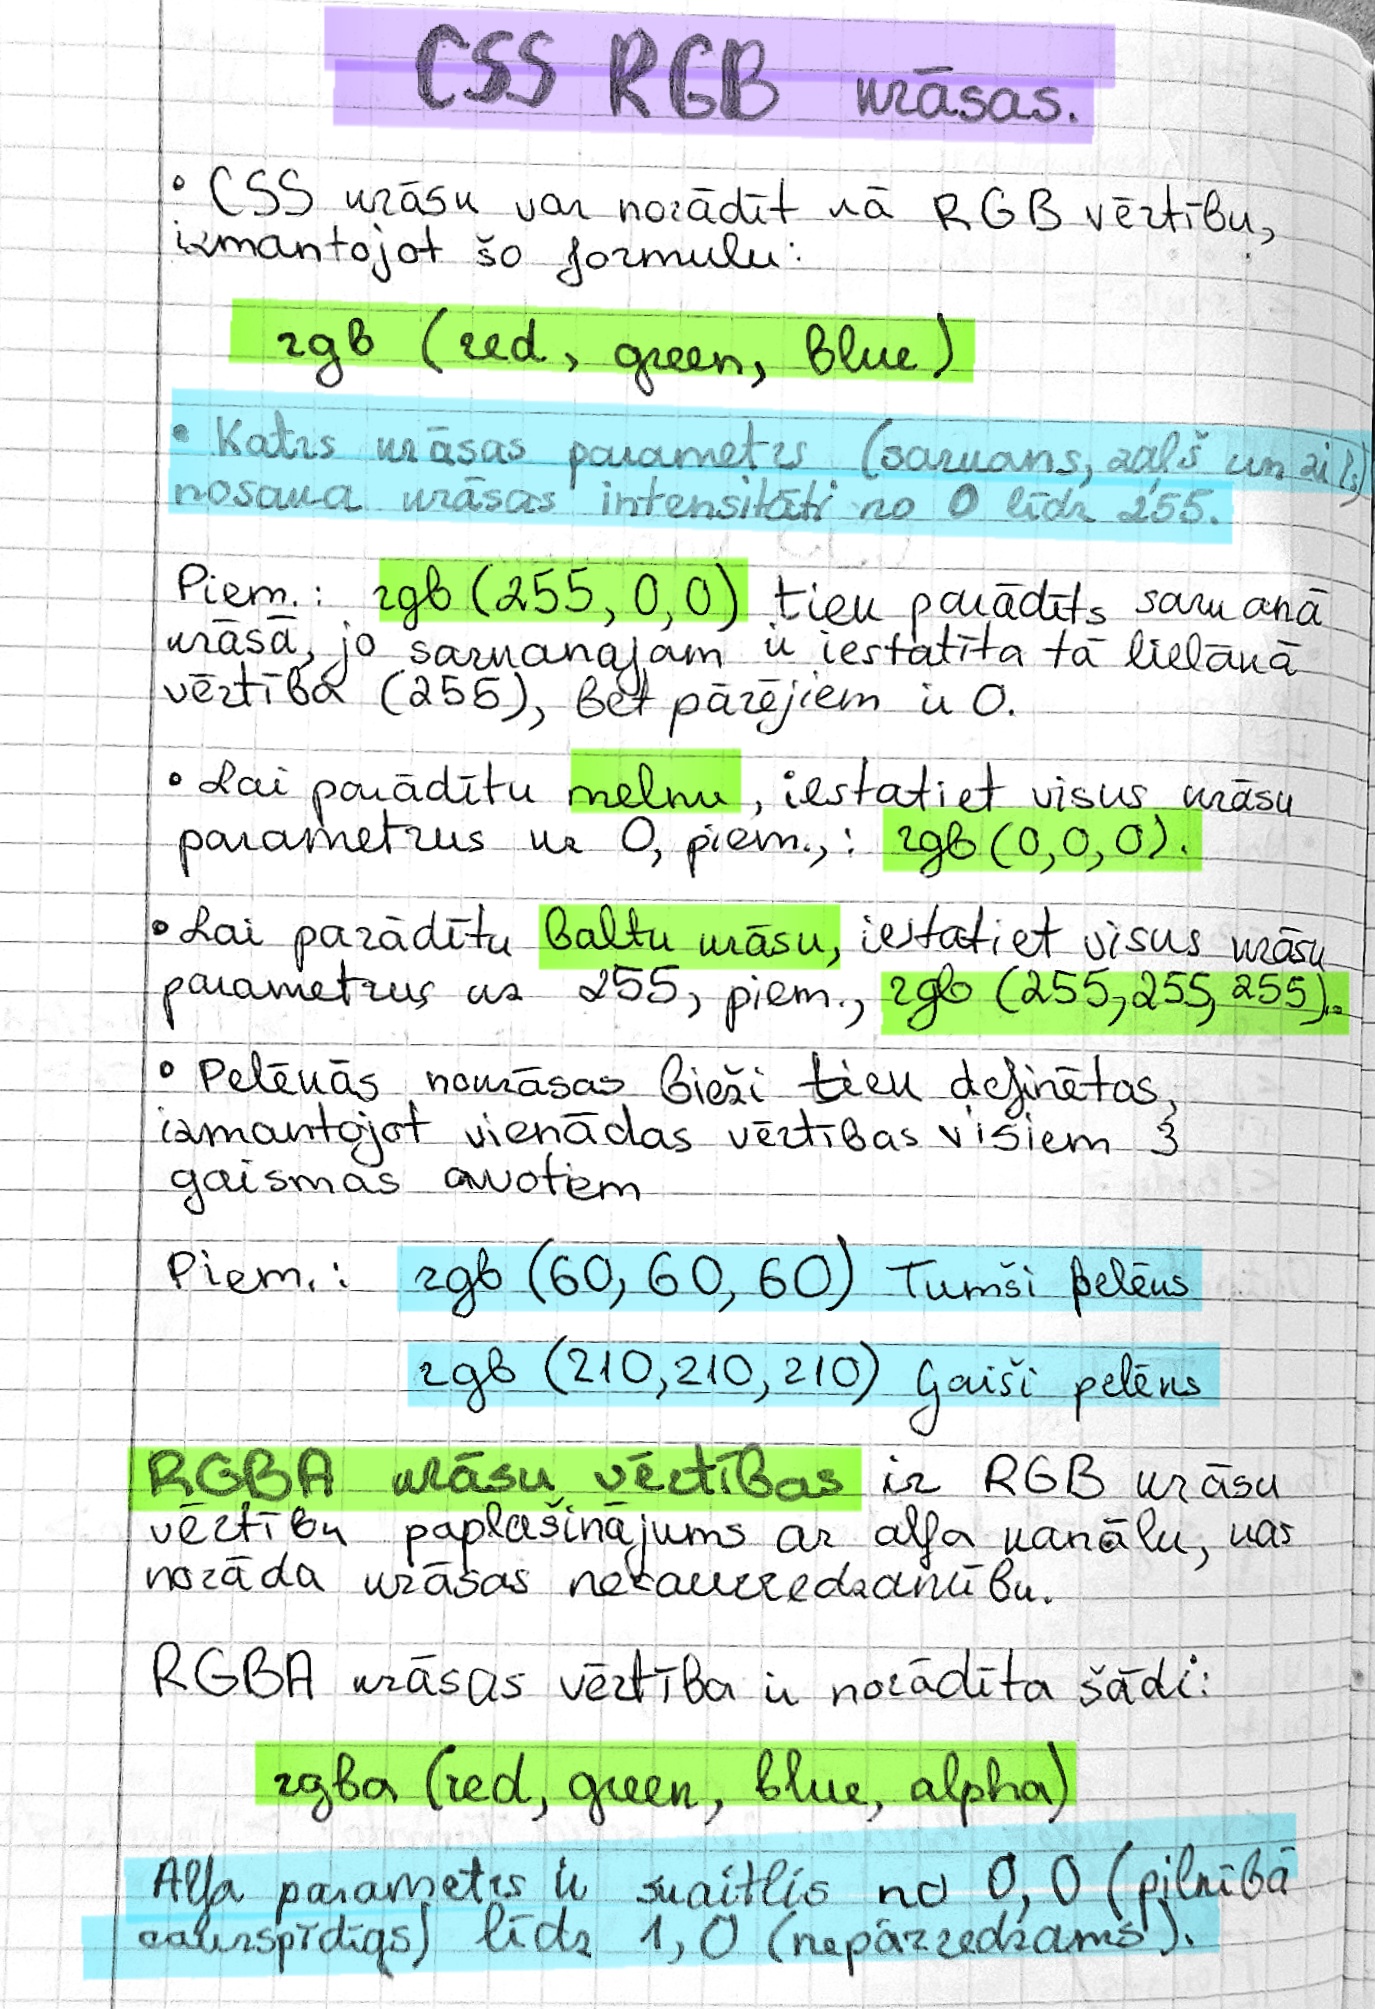 CSS RGB krāsas.
• CSS krāsu var norādīt kā RGB vērtību,
izmantojot šo formulu:
rgb (red, green, blue)
• Katrs krāsas parametrs (sarkans, zaļš un zils)
nosaka krāsas intensitāti no 0 līdz 255.
Piem.: rgb (255, 0, 0) tiek parādīts sarkanā
krāsā, jo sarkanajam ir iestatīta tā lielākā
vērtība (255), bet pārējiem ir 0.
• Lai parādītu melnu, iestatiet visus krāsu
parametrus uz 0, piem.,: rgb (0,0,0).
• Lai parādītu baltu krāsu, iestatiet visus krāsu
parametrus uz 255, piem., rgb (255,255,255).
• Pelēkās nokrāsas bieži tiek definētas,
izmantojot vienādas vērtības visiem 3
gaismas avotiem
Piem.: rgb (60, 60, 60) Tumši pelēks
rgb (210,210,210) Gaiši pelēks
RGBA krāsu vērtības ir RGB krāsu
vērtību paplašinājums ar alfa kanālu, kas
norāda krāsas necaurredzamību.
RGBA krāsas vērtība ir norādīta šādi:
rgba (red, green, blue, alpha)
Alfa parametrs ir skaitlis no 0,0 (pilnībā
caurspīdīgs) līdz 1,0 (nepārredzams).